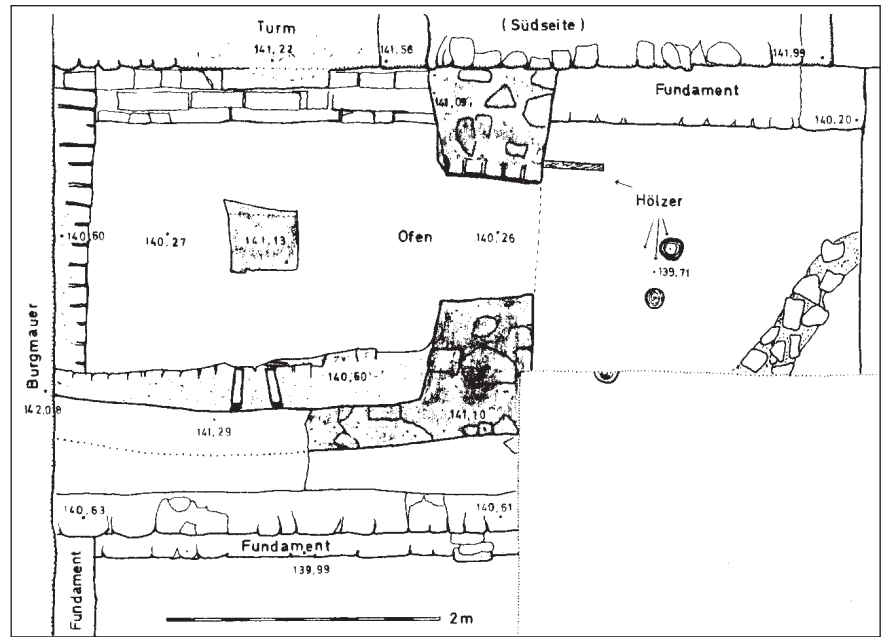 Turm (Südseite)
141,22 141,56 141,99
141,09 Fundament
140,20
Hölzer
140,60 140,27 141,13 Ofen 140,26
139,71
Burgmauer
140,60
142,08
141,29 141,10
140,63 140,61
Fundament
139,99
Fundament
2m